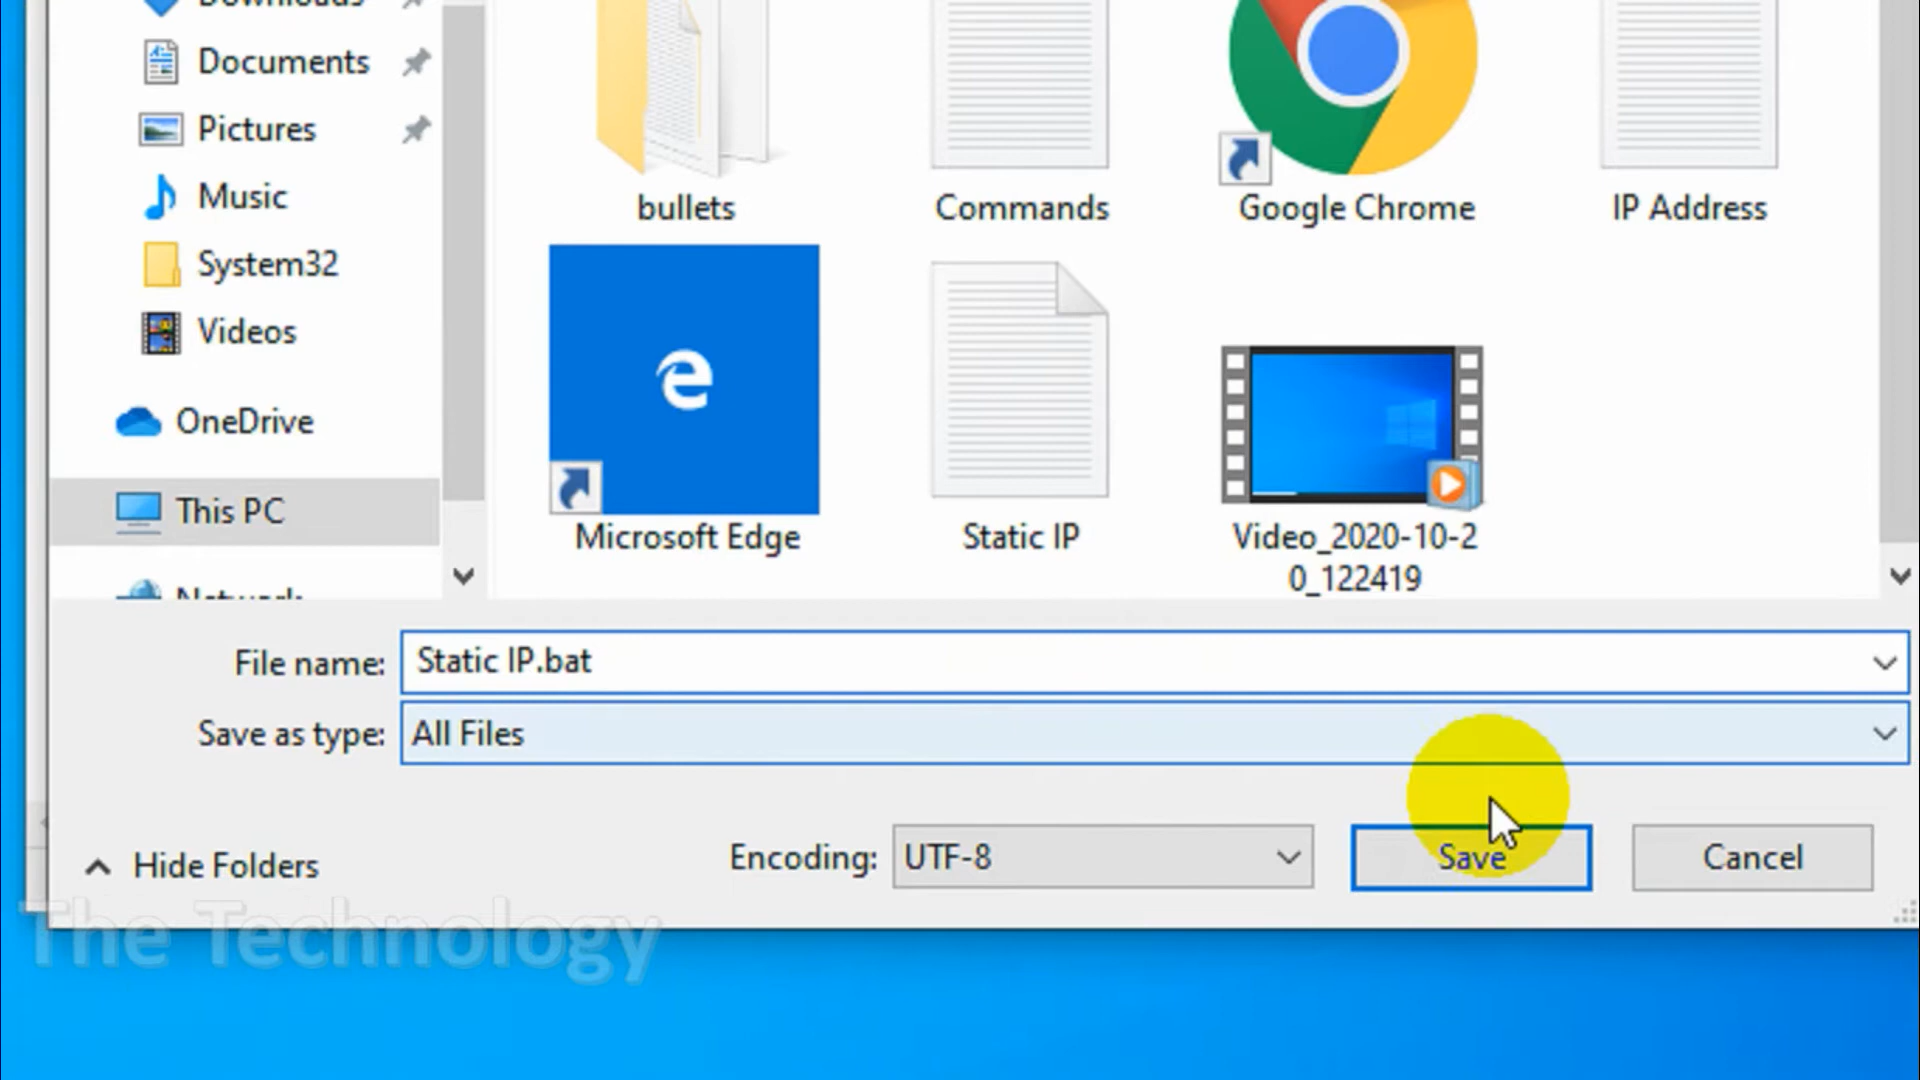 Downloads
Documents
Pictures
Music
System32
Videos
OneDrive
This PC
Network
bullets
Commands
Google Chrome
IP Address
Microsoft Edge
Static IP
Video_2020-10-2
0_122419
File name:
Static IP.bat
Save as type:
All Files
Hide Folders
Encoding:
UTF-8
Save
Cancel
The Technology